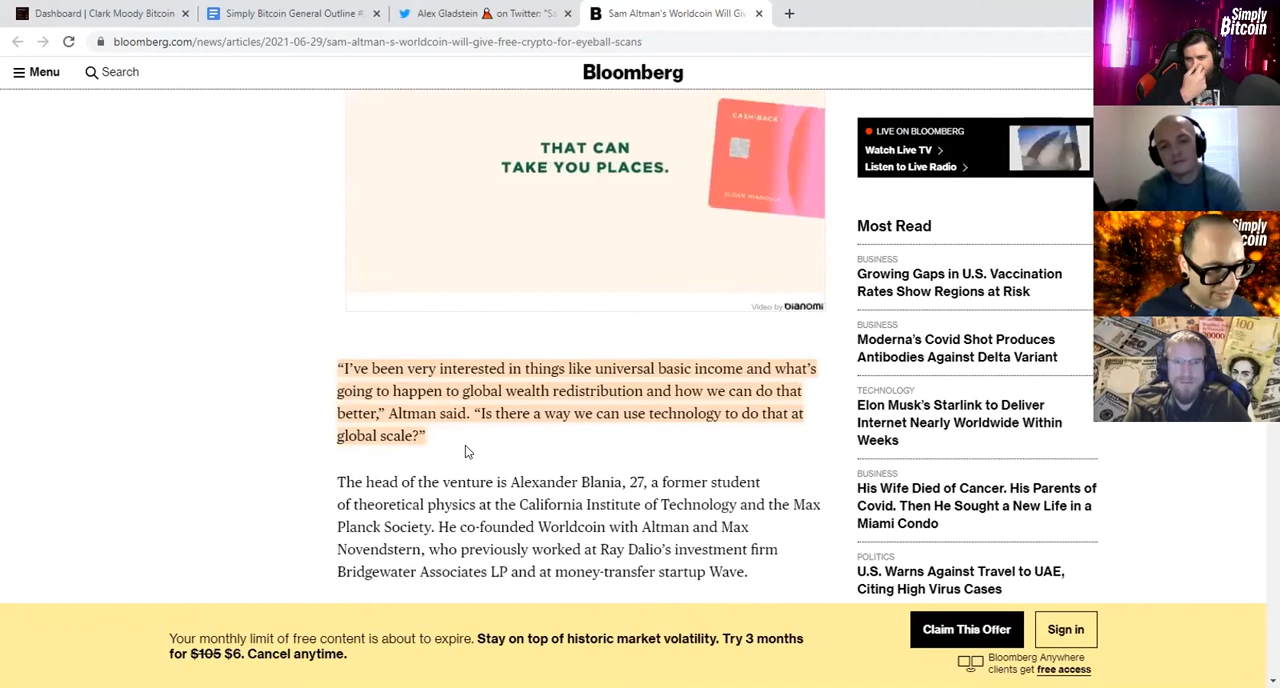 Dashboard | Clark Moody Bitcoin
Simply Bitcoin General Outline #
Alex Gladstein on Twitter: "Sa
Sam Altman's Worldcoin Will Giv
bloomberg.com/news/articles/2021-06-29/sam-altman-s-worldcoin-will-give-free-crypto-for-eyeball-scans
Menu
Search
Bloomberg
THAT CAN
TAKE YOU PLACES.
CASHBACK
Video by bianomi
LIVE ON BLOOMBERG
Watch Live TV
Listen to Live Radio
Most Read
BUSINESS
Growing Gaps in U.S. Vaccination
Rates Show Regions at Risk
BUSINESS
Moderna's Covid Shot Produces
Antibodies Against Delta Variant
TECHNOLOGY
Elon Musk's Starlink to Deliver
Internet Nearly Worldwide Within
Weeks
BUSINESS
His Wife Died of Cancer. His Parents of
Covid. Then He Sought a New Life in a
Miami Condo
POLITICS
U.S. Warns Against Travel to UAE,
Citing High Virus Cases
“I’ve been very interested in things like universal basic income and what’s
going to happen to global wealth redistribution and how we can do that
better,” Altman said. “Is there a way we can use technology to do that at
global scale?”
The head of the venture is Alexander Blania, 27, a former student
of theoretical physics at the California Institute of Technology and the Max
Planck Society. He co-founded Worldcoin with Altman and Max
Novendstern, who previously worked at Ray Dalio’s investment firm
Bridgewater Associates LP and at money-transfer startup Wave.
Your monthly limit of free content is about to expire. Stay on top of historic market volatility. Try 3 months
for $105 $6. Cancel anytime.
Claim This Offer
Sign in
Bloomberg Anywhere
clients get free access
Simply
Bitcoin
Simply
coin
100